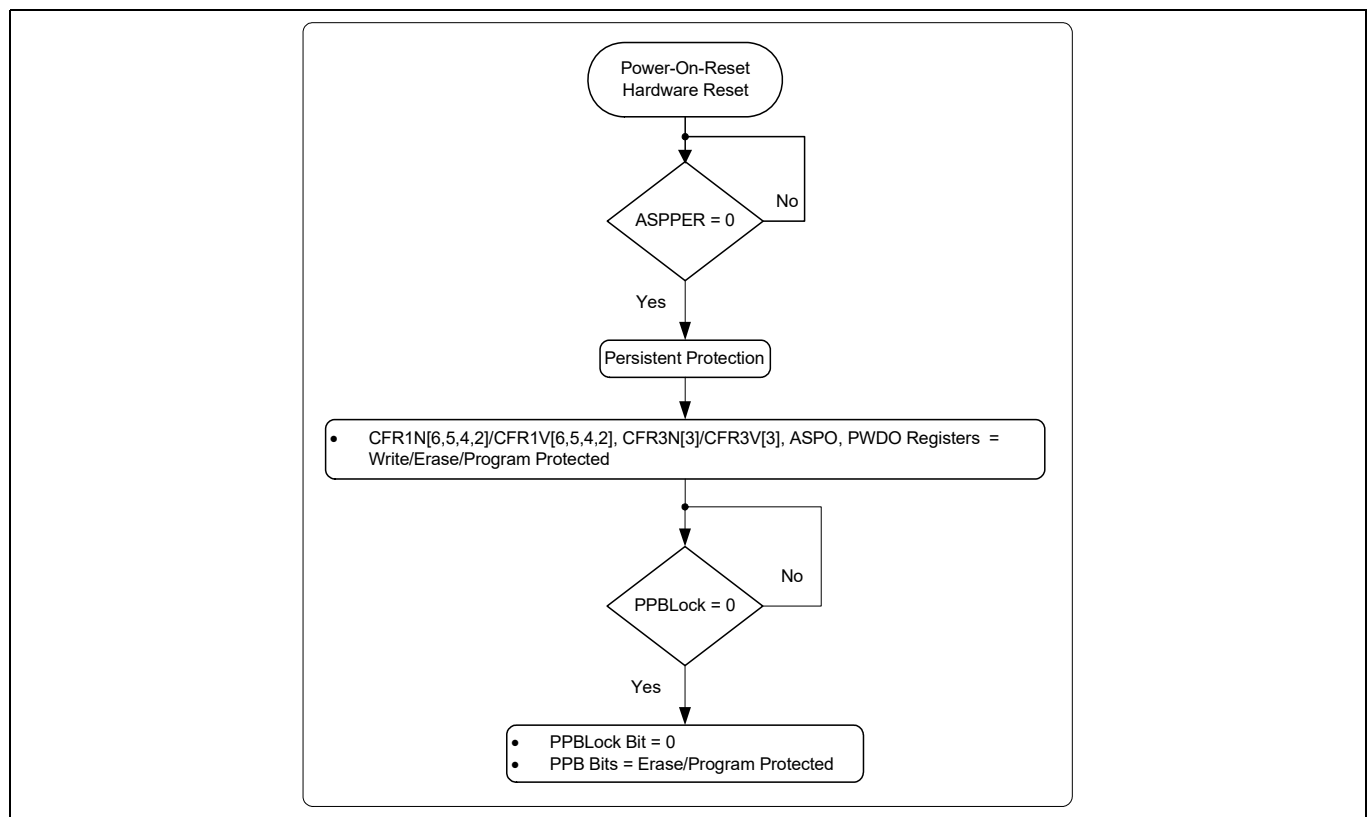 Power-On-Reset
Hardware Reset
No
ASPPER = 0
Yes
Persistent Protection
• CFR1N[6,5,4,2]/CFR1V[6,5,4,2], CFR3N[3]/CFR3V[3], ASPO, PWDO Registers =
Write/Erase/Program Protected
No
PPBLock = 0
Yes
• PPBLock Bit = 0
• PPB Bits = Erase/Program Protected